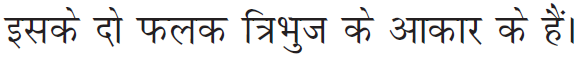 इसके दो फलक त्रिभुज के आकार के हैं।